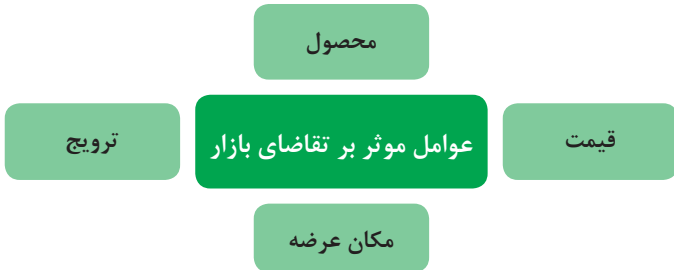 محصول
قیمت
عوامل موثر بر تقاضای بازار
ترویج
مکان عرضه